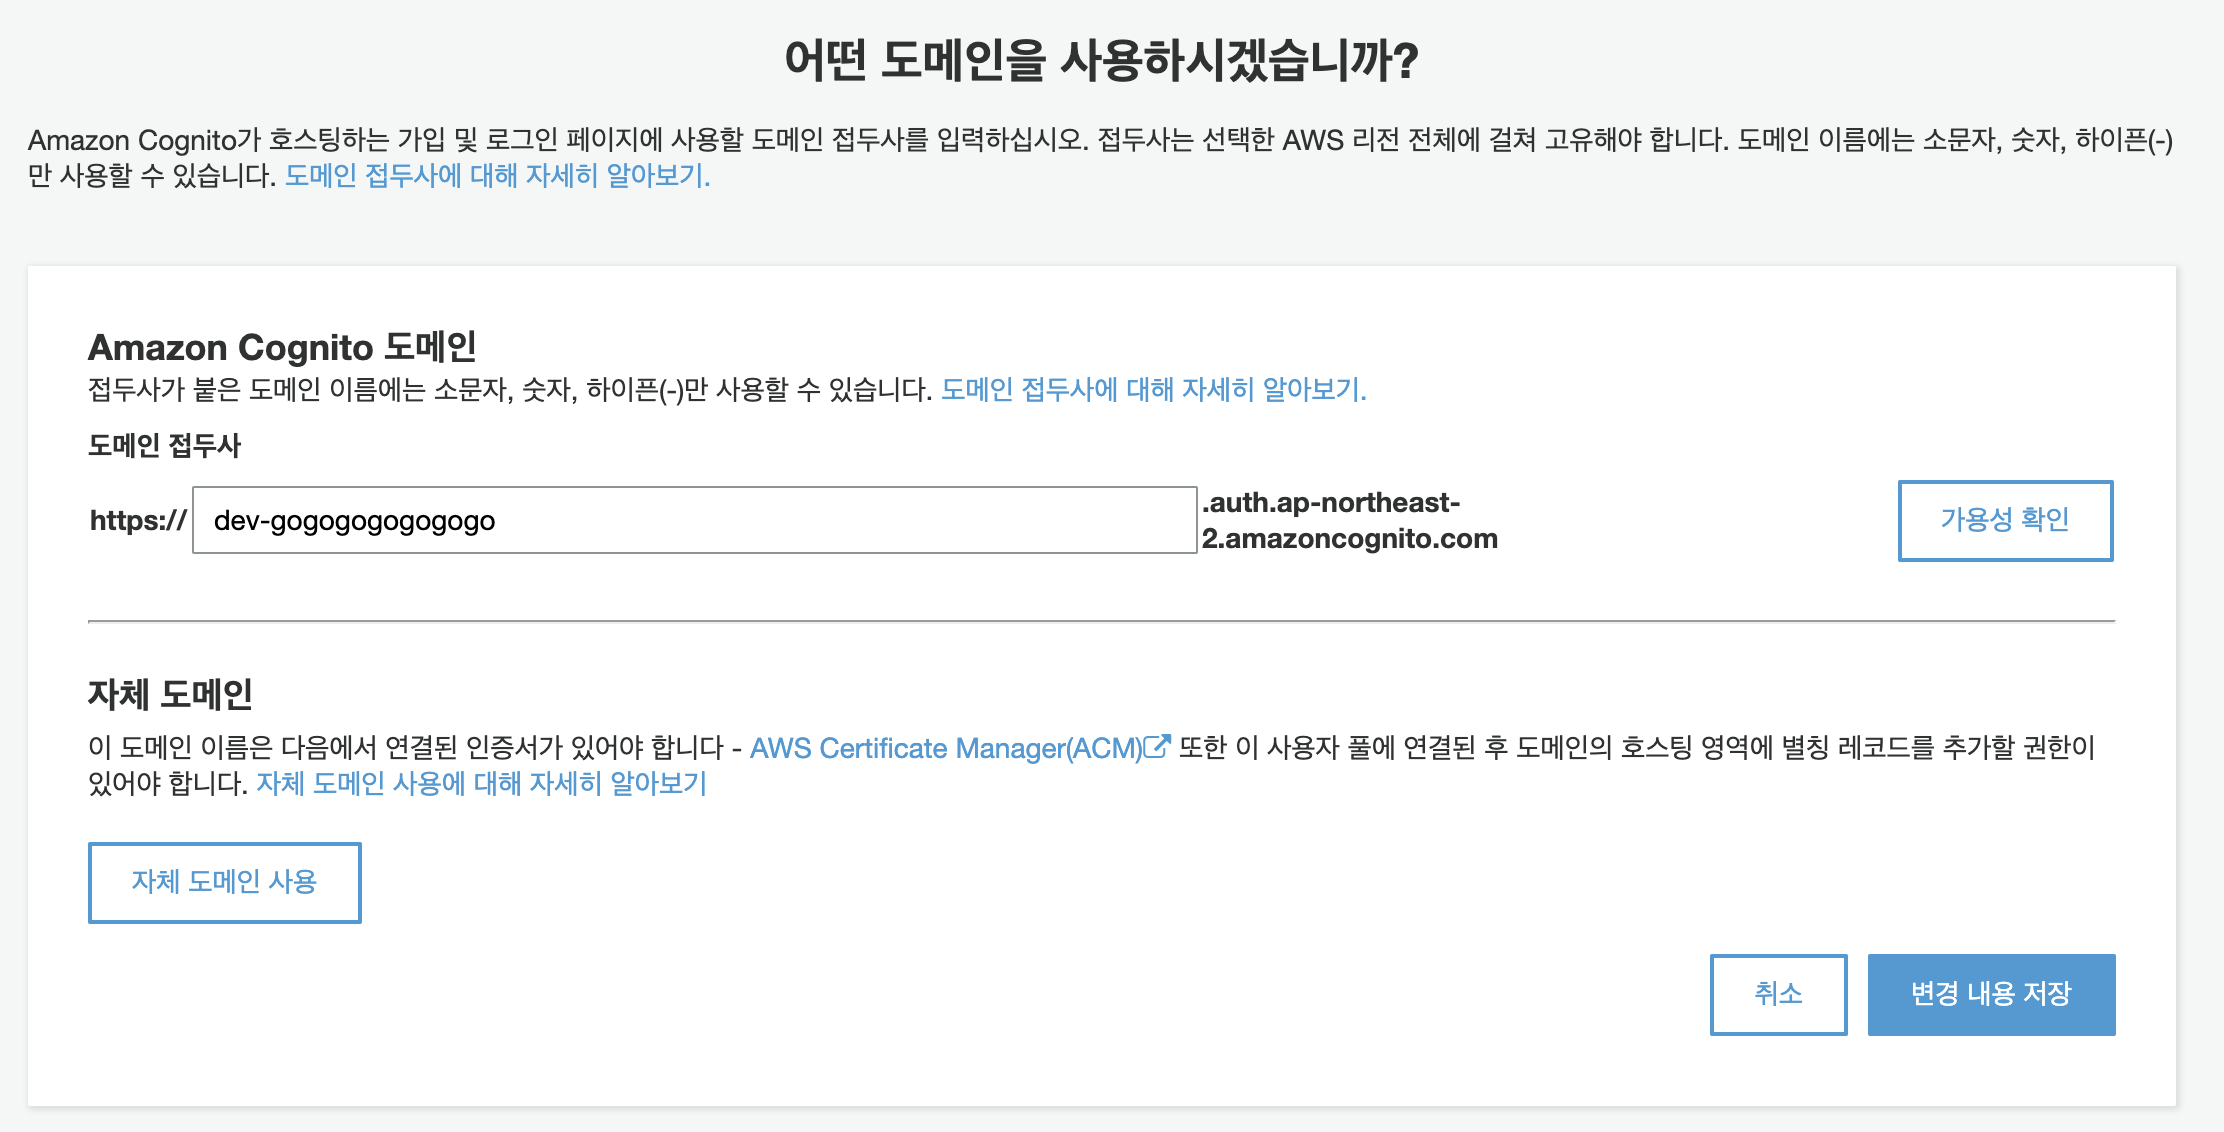 어떤 도메인을 사용하시겠습니까?
Amazon Cognito가 호스팅하는 가입 및 로그인 페이지에 사용할 도메인 접두사를 입력하십시오. 접두사는 선택한 AWS 리전 전체에 걸쳐 고유해야 합니다. 도메인 이름에는 소문자, 숫자, 하이픈(-)
만 사용할 수 있습니다. 도메인 접두사에 대해 자세히 알아보기.
Amazon Cognito 도메인
접두사가 붙은 도메인 이름에는 소문자, 숫자, 하이픈(-)만 사용할 수 있습니다. 도메인 접두사에 대해 자세히 알아보기.
도메인 접두사
https:// dev-gogogogogogogo .auth.ap-northeast-
2.amazoncognito.com
가용성 확인
자체 도메인
이 도메인 이름은 다음에서 연결된 인증서가 있어야 합니다 - AWS Certificate Manager(ACM) 또한 이 사용자 풀에 연결된 후 도메인의 호스팅 영역에 별칭 레코드를 추가할 권한이
있어야 합니다. 자체 도메인 사용에 대해 자세히 알아보기
자체 도메인 사용
취소
변경 내용 저장